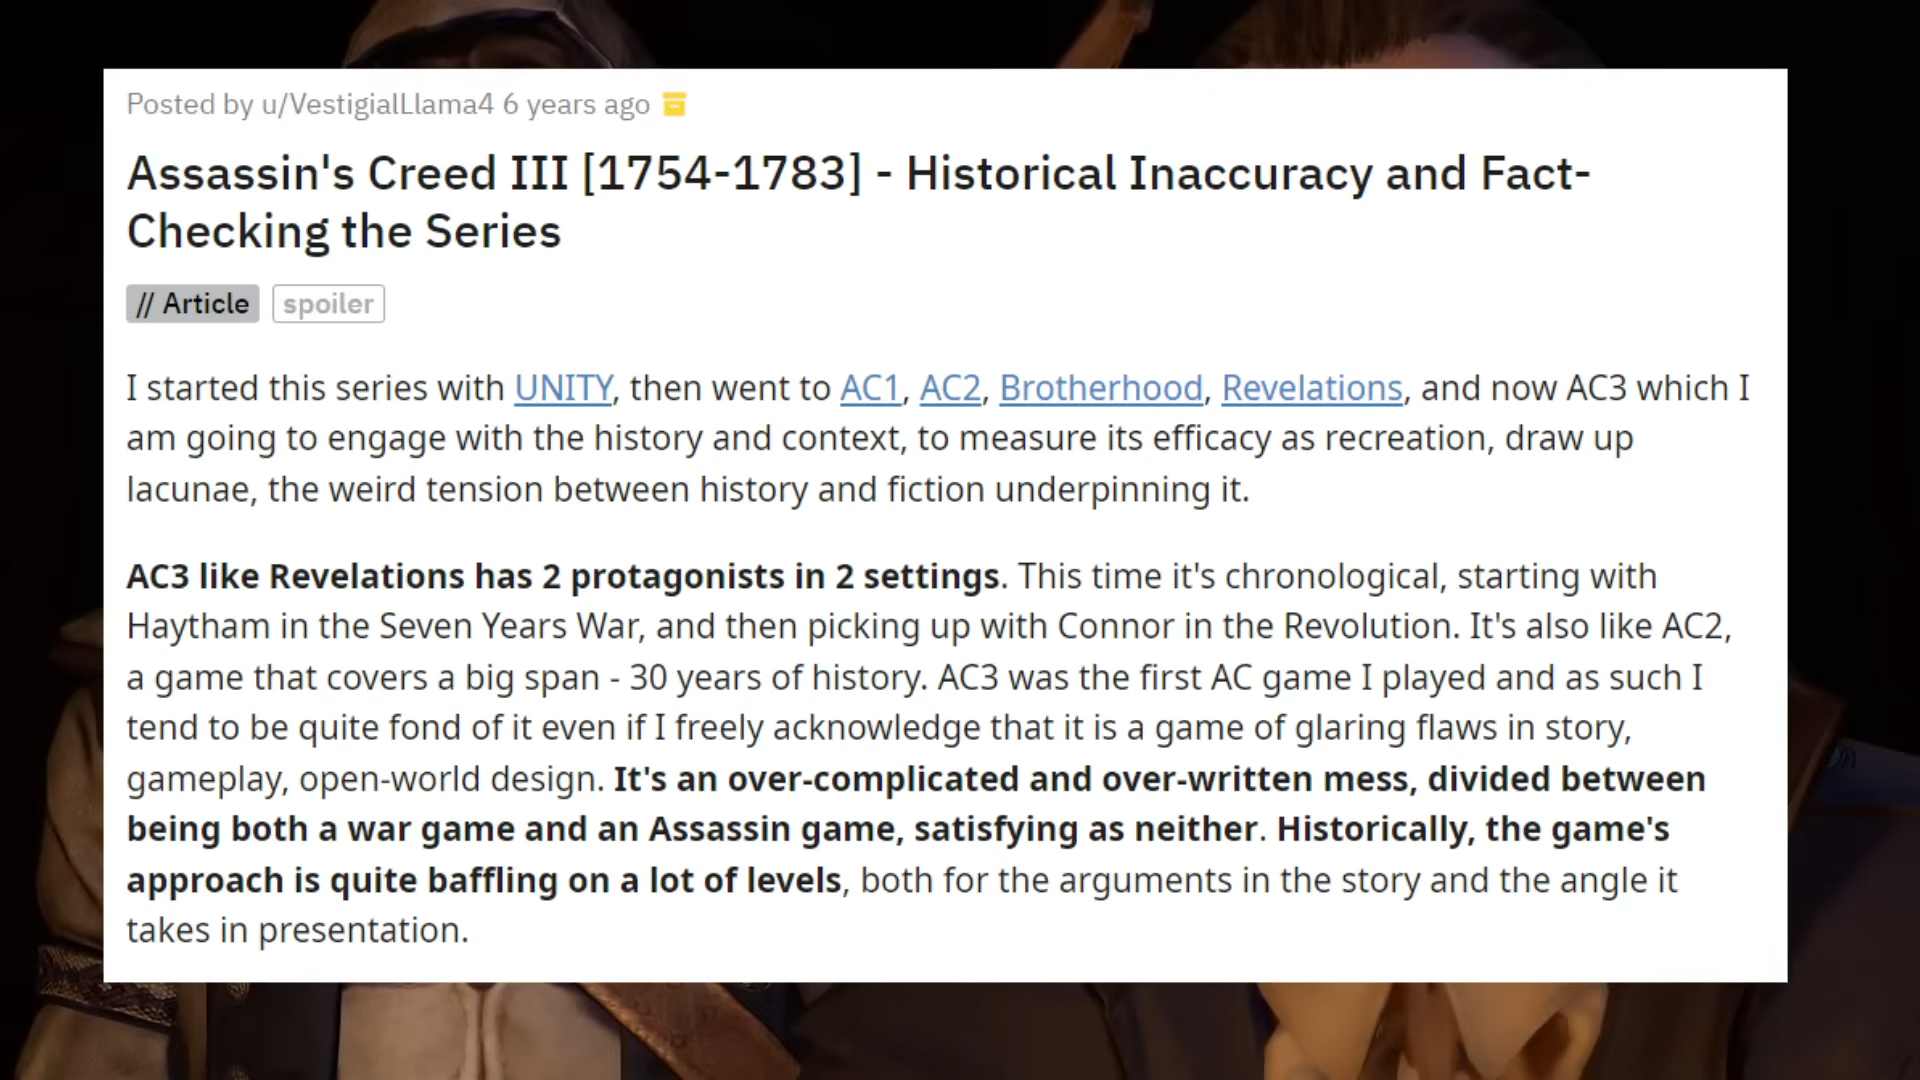 Posted by u/VestigialLlama4 6 years ago
Assassin's Creed III [1754-1783] - Historical Inaccuracy and Fact-
Checking the Series
// Article spoiler
I started this series with UNITY, then went to AC1, AC2, Brotherhood, Revelations, and now AC3 which I
am going to engage with the history and context, to measure its efficacy as recreation, draw up
lacunae, the weird tension between history and fiction underpinning it.
AC3 like Revelations has 2 protagonists in 2 settings. This time it's chronological, starting with
Haytham in the Seven Years War, and then picking up with Connor in the Revolution. It's also like AC2,
a game that covers a big span - 30 years of history. AC3 was the first AC game I played and as such I
tend to be quite fond of it even if I freely acknowledge that it is a game of glaring flaws in story,
gameplay, open-world design. It's an over-complicated and over-written mess, divided between
being both a war game and an Assassin game, satisfying as neither. Historically, the game's
approach is quite baffling on a lot of levels, both for the arguments in the story and the angle it
takes in presentation.